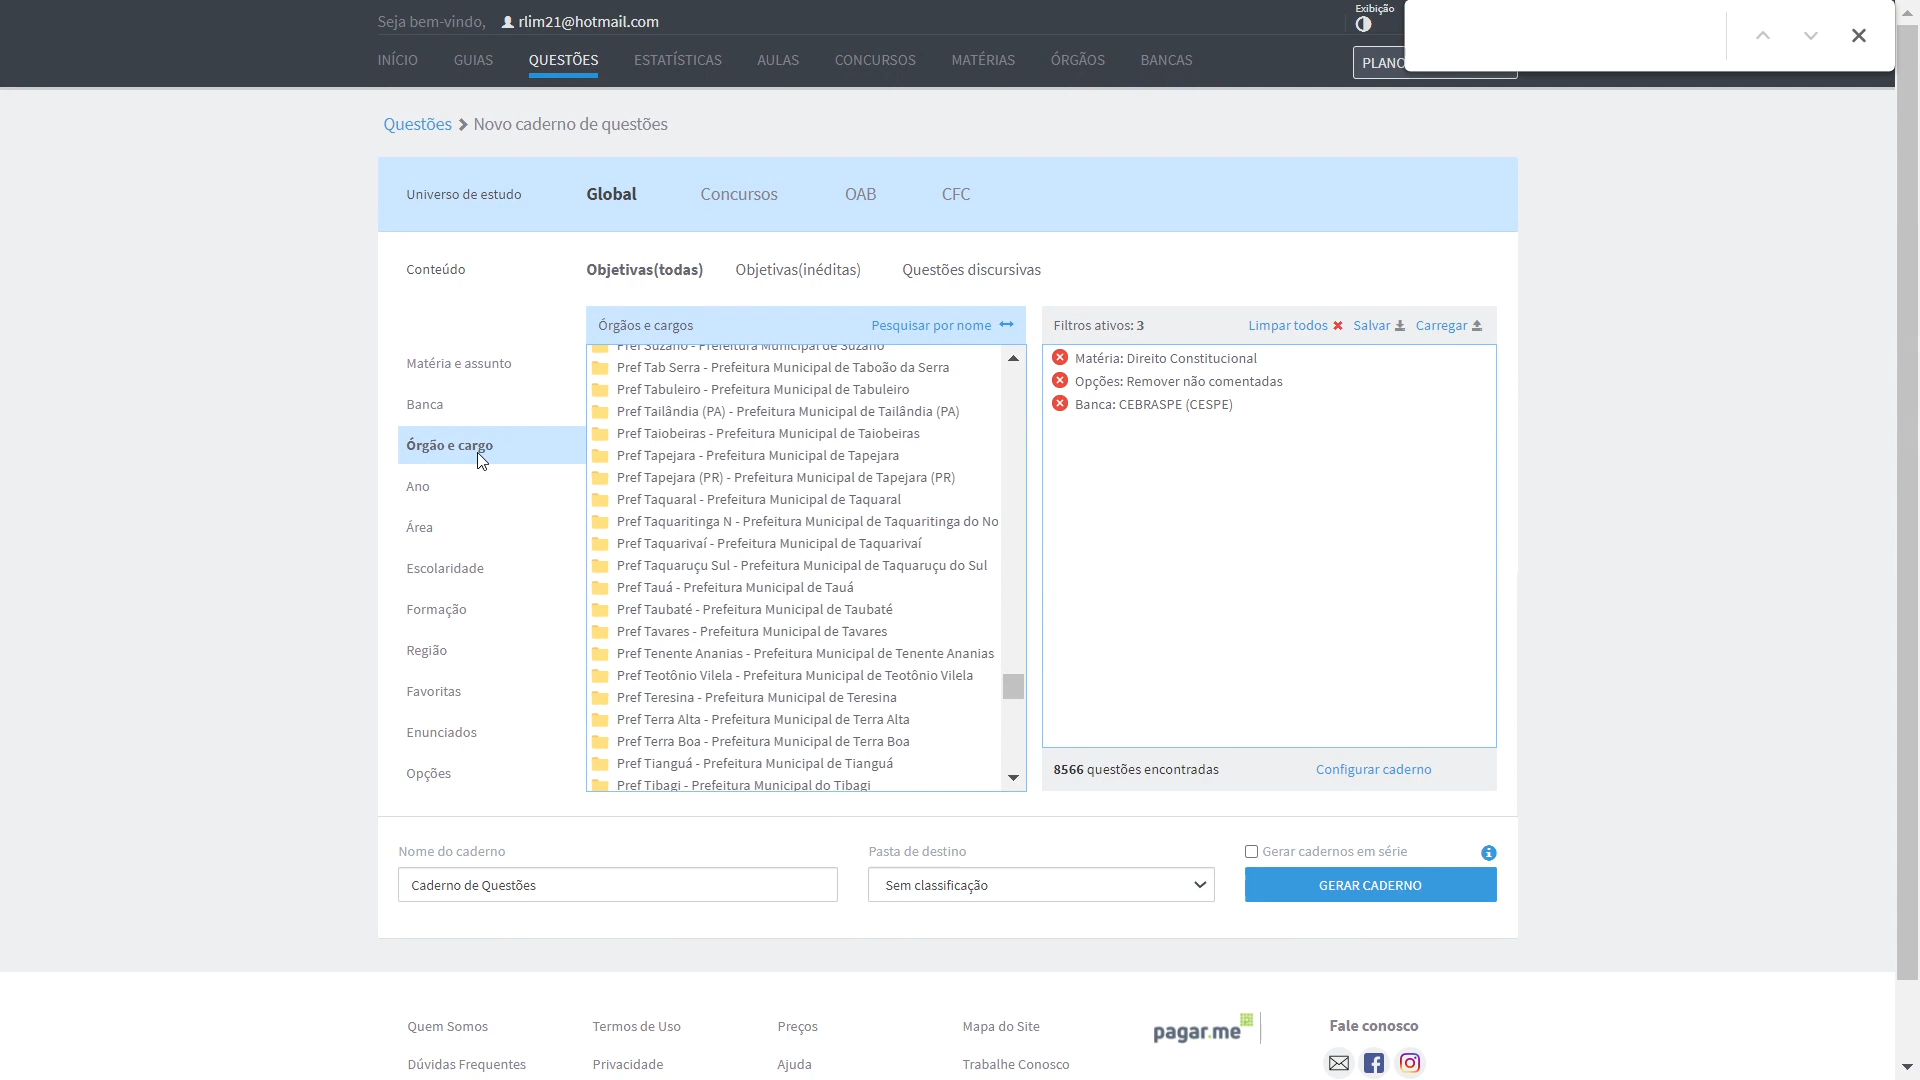 Seja bem-vindo, rlim21@hotmail.com
Exibição
INÍCIO GUIAS QUESTÕES ESTATÍSTICAS AULAS CONCURSOS MATÉRIAS ÓRGÃOS BANCAS
PLANO
Questões Novo caderno de questões
Universo de estudo Global Concursos OAB CFC
Conteúdo Objetivas(todas) Objetivas(inéditas) Questões discursivas
Matéria e assunto
Banca
Órgão e cargo
Ano
Área
Escolaridade
Formação
Região
Favoritas
Enunciados
Opções
Órgãos e cargos Pesquisar por nome
Pref Suzano - Prefeitura Municipal de Suzano
Pref Tab Serra - Prefeitura Municipal de Taboão da Serra
Pref Tabuleiro - Prefeitura Municipal de Tabuleiro
Pref Tailândia (PA) - Prefeitura Municipal de Tailândia (PA)
Pref Taiobeiras - Prefeitura Municipal de Taiobeiras
Pref Tapejara - Prefeitura Municipal de Tapejara
Pref Tapejara (PR) - Prefeitura Municipal de Tapejara (PR)
Pref Taquaral - Prefeitura Municipal de Taquaral
Pref Taquaritinga N - Prefeitura Municipal de Taquaritinga do No
Pref Taquarivaí - Prefeitura Municipal de Taquarivaí
Pref Taquaruçu Sul - Prefeitura Municipal de Taquaruçu do Sul
Pref Tauá - Prefeitura Municipal de Tauá
Pref Taubaté - Prefeitura Municipal de Taubaté
Pref Tavares - Prefeitura Municipal de Tavares
Pref Tenente Ananias - Prefeitura Municipal de Tenente Ananias
Pref Teotônio Vilela - Prefeitura Municipal de Teotônio Vilela
Pref Teresina - Prefeitura Municipal de Teresina
Pref Terra Alta - Prefeitura Municipal de Terra Alta
Pref Terra Boa - Prefeitura Municipal de Terra Boa
Pref Tianguá - Prefeitura Municipal de Tianguá
Pref Tibagi - Prefeitura Municipal do Tibagi
Filtros ativos: 3 Limpar todos Salvar Carregar
Matéria: Direito Constitucional
Opções: Remover não comentadas
Banca: CEBRASPE (CESPE)
8566 questões encontradas Configurar caderno
Nome do caderno Pasta de destino Gerar cadernos em série
Caderno de Questões Sem classificação GERAR CADERNO
Quem Somos Termos de Uso Preços Mapa do Site pagar.me Fale conosco
Dúvidas Frequentes Privacidade Ajuda Trabalhe Conosco